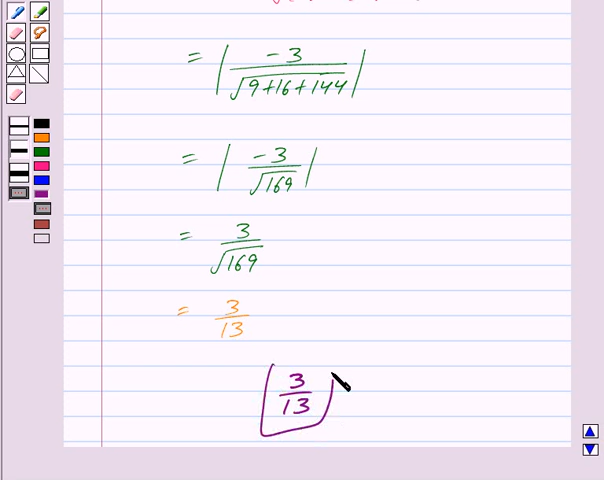 = | -3 / √9+16+144 |
= | -3 / √169 |
= 3 / √169
= 3 / 13
3 / 13